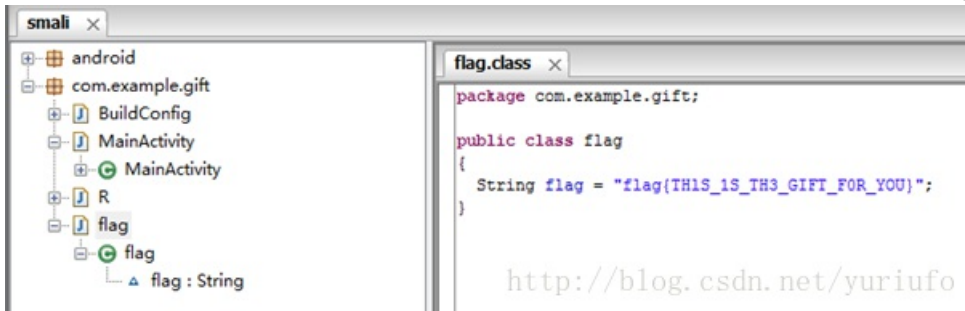 smali
android
com.example.gift
BuildConfig
MainActivity
MainActivity
R
flag
flag
flag : String
flag.class
package com.example.gift;
public class flag
{
String flag = "flag{TH1S_1S_TH3_GIFT_F0R_YOU}";
}
http://blog.csdn.net/yuriufo